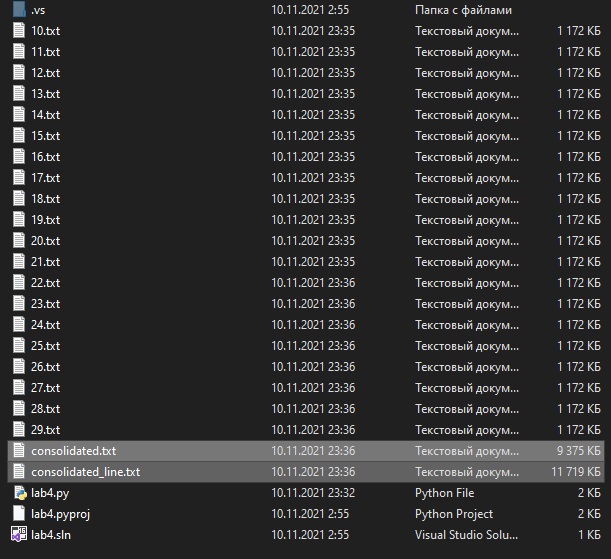 .vs 10.11.2021 2:55 Папка с файлами
10.txt 10.11.2021 23:35 Текстовый докум... 1 172 КБ
11.txt 10.11.2021 23:35 Текстовый докум... 1 172 КБ
12.txt 10.11.2021 23:35 Текстовый докум... 1 172 КБ
13.txt 10.11.2021 23:35 Текстовый докум... 1 172 КБ
14.txt 10.11.2021 23:35 Текстовый докум... 1 172 КБ
15.txt 10.11.2021 23:35 Текстовый докум... 1 172 КБ
16.txt 10.11.2021 23:35 Текстовый докум... 1 172 КБ
17.txt 10.11.2021 23:35 Текстовый докум... 1 172 КБ
18.txt 10.11.2021 23:35 Текстовый докум... 1 172 КБ
19.txt 10.11.2021 23:35 Текстовый докум... 1 172 КБ
20.txt 10.11.2021 23:35 Текстовый докум... 1 172 КБ
21.txt 10.11.2021 23:35 Текстовый докум... 1 172 КБ
22.txt 10.11.2021 23:36 Текстовый докум... 1 172 КБ
23.txt 10.11.2021 23:36 Текстовый докум... 1 172 КБ
24.txt 10.11.2021 23:36 Текстовый докум... 1 172 КБ
25.txt 10.11.2021 23:36 Текстовый докум... 1 172 КБ
26.txt 10.11.2021 23:36 Текстовый докум... 1 172 КБ
27.txt 10.11.2021 23:36 Текстовый докум... 1 172 КБ
28.txt 10.11.2021 23:36 Текстовый докум... 1 172 КБ
29.txt 10.11.2021 23:36 Текстовый докум... 1 172 КБ
consolidated.txt 10.11.2021 23:36 Текстовый докум... 9 375 КБ
consolidated_line.txt 10.11.2021 23:36 Текстовый докум... 11 719 КБ
lab4.py 10.11.2021 23:32 Python File 2 КБ
lab4.pyproj 10.11.2021 2:55 Python Project 2 КБ
lab4.sln 10.11.2021 2:55 Visual Studio Solu... 1 КБ